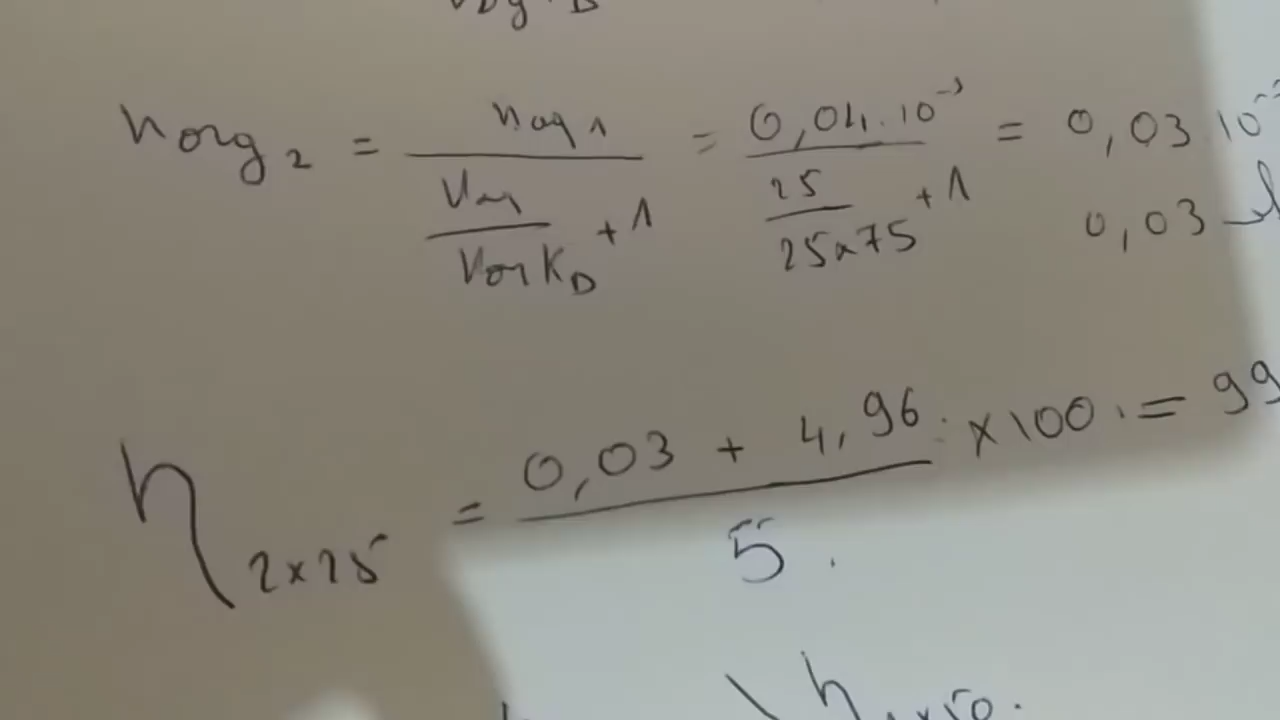 n org 2 = n aq 1 / (V aq / V or K D + 1) = 0,04.10⁻³ / (25 / 25x75 + 1) = 0,03 10
0,03
η 2x25 = (0,03 + 4,96) / 5 x 100 = 99